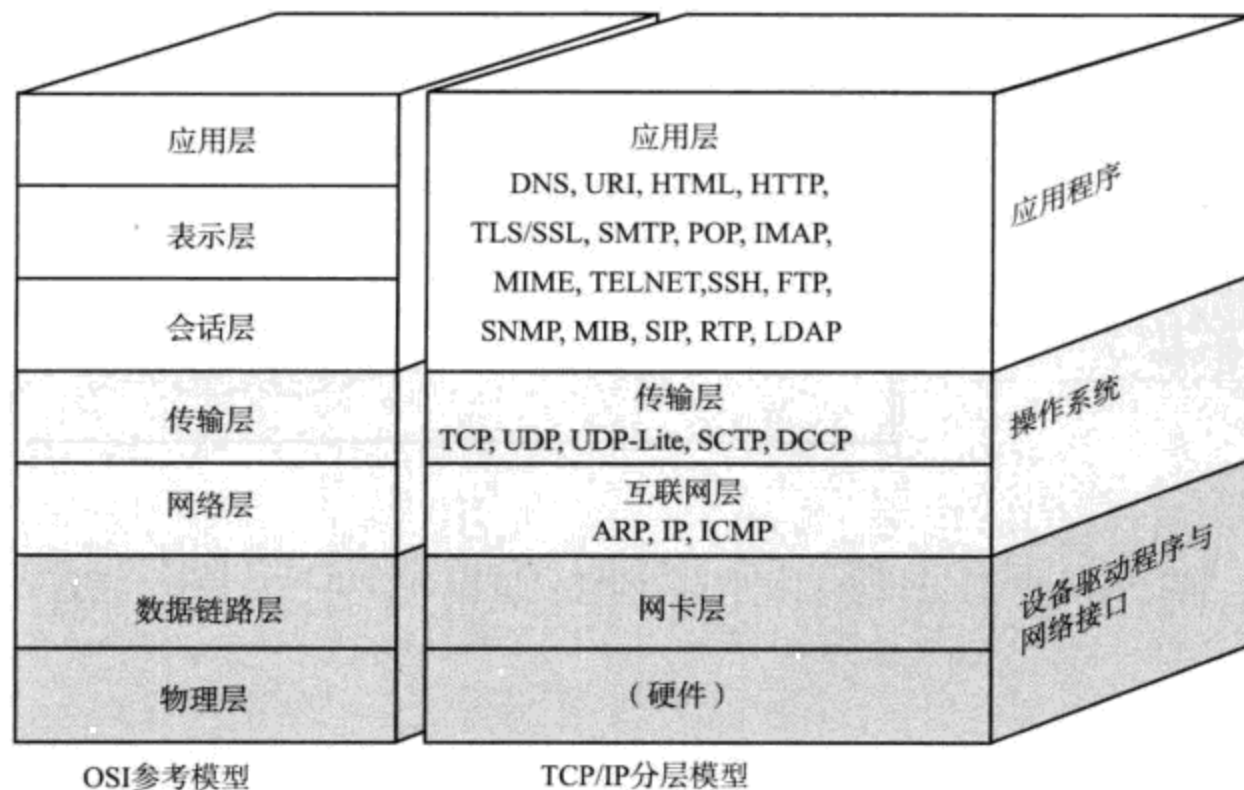 应用层
表示层
会话层
传输层
网络层
数据链路层
物理层
OSI参考模型
应用层
DNS, URI, HTML, HTTP,
TLS/SSL, SMTP, POP, IMAP,
MIME, TELNET,SSH, FTP,
SNMP, MIB, SIP, RTP, LDAP
传输层
TCP, UDP, UDP-Lite, SCTP, DCCP
互联网层
ARP, IP, ICMP
网卡层
（硬件）
TCP/IP分层模型
应用程序
操作系统
设备驱动程序与
网络接口